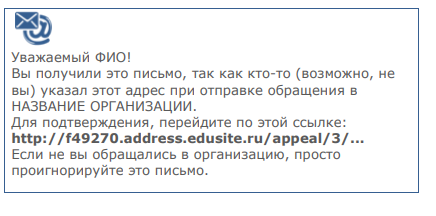 Уважаемый ФИО!
Вы получили это письмо, так как кто-то (возможно, не
вы) указал этот адрес при отправке обращения в
НАЗВАНИЕ ОРГАНИЗАЦИИ.
Для подтверждения, перейдите по этой ссылке:
http://f49270.address.edusite.ru/appeal/3/...
Если не вы обращались в организацию, просто
проигнорируйте это письмо.